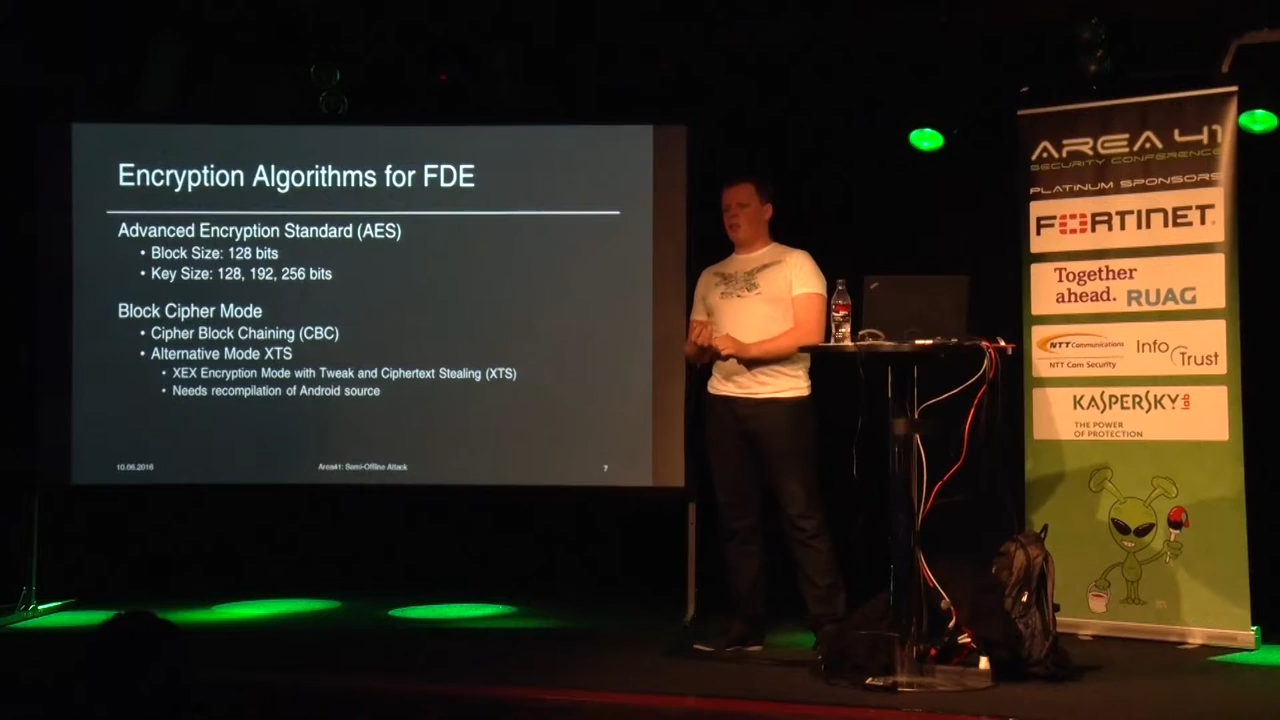 Encryption Algorithms for FDE
Advanced Encryption Standard (AES)
• Block Size: 128 bits
• Key Size: 128, 192, 256 bits
Block Cipher Mode
• Cipher Block Chaining (CBC)
• Alternative Mode XTS
• XEX Encryption Mode with Tweak and Ciphertext Stealing (XTS)
• Needs recompilation of Android source
10.06.2016
Area41: Semi-Offline Attack
7
AREA 41
SECURITY CONFERENCE
PLATINUM SPONSORS
FORTINET
Together
ahead. RUAG
NTT Communications
NTT Com Security
Info
Trust
KASPERSKY lab
THE POWER
OF PROTECTION